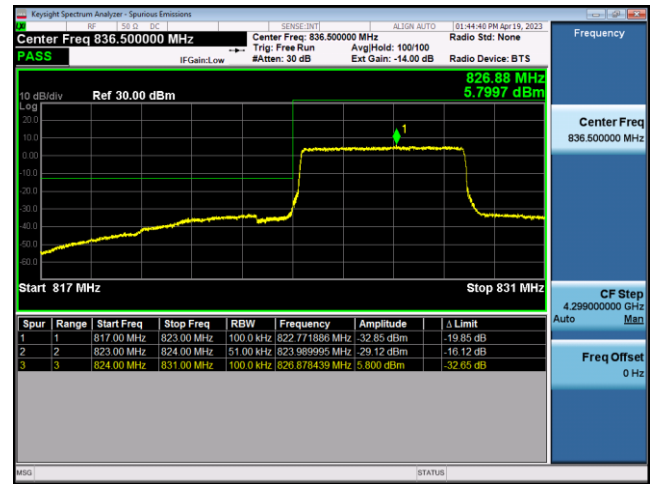 Keysight Spectrum Analyzer - Spurious Emissions
RF 50 Ω DC SENSE:INT ALIGN AUTO 01:44:40 PM Apr 19, 2023
Center Freq 836.500000 MHz Center Freq: 836.500000 MHz Radio Std: None
Trig: Free Run Avg|Hold: 100/100
PASS IFGain:Low #Atten: 30 dB Ext Gain: -14.00 dB Radio Device: BTS
Frequency
826.88 MHz
10 dB/div Ref 30.00 dBm 5.7997 dBm
Log
20.0
10.0
1
0.00
-10.0
-20.0
-30.0
-40.0
-50.0
-60.0
Start 817 MHz Stop 831 MHz
Spur Range Start Freq Stop Freq RBW Frequency Amplitude Δ Limit
1 1 817.00 MHz 823.00 MHz 100.0 kHz 822.771886 MHz -32.85 dBm -19.85 dB
2 2 823.00 MHz 824.00 MHz 51.00 kHz 823.989995 MHz -29.12 dBm -16.12 dB
3 3 824.00 MHz 831.00 MHz 100.0 kHz 826.878439 MHz 5.800 dBm -32.65 dB
Center Freq
836.500000 MHz
CF Step
4.299000000 GHz
Auto Man
Freq Offset
0 Hz
MSG STATUS